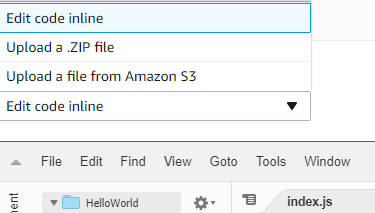 Edit code inline
Upload a .ZIP file
Upload a file from Amazon S3
Edit code inline
File Edit Find View Goto Tools Window
HelloWorld
index.js